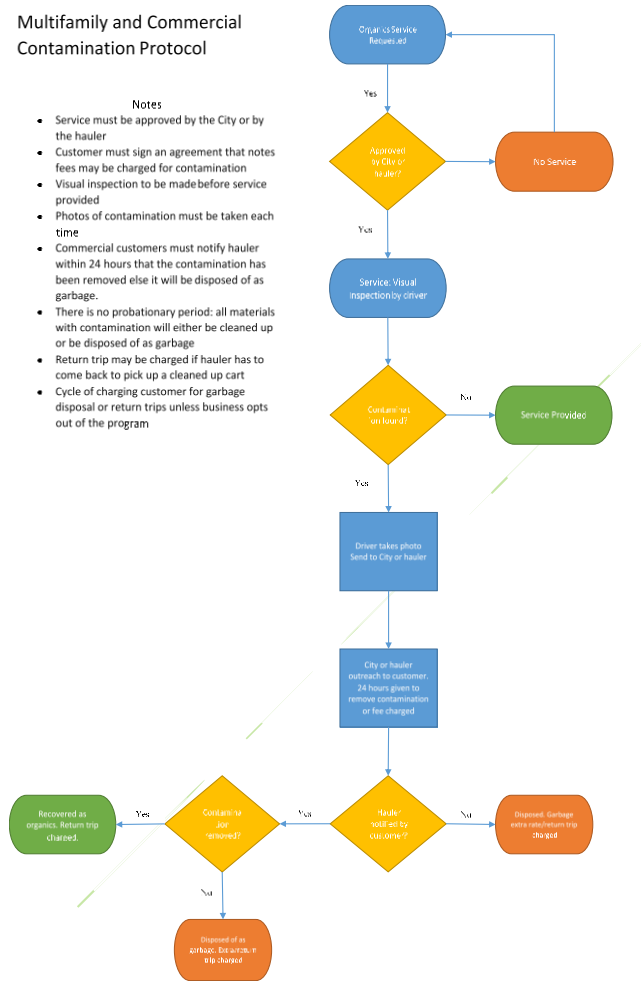 Multifamily and Commercial
Contamination Protocol
Notes
• Service must be approved by the City or by
the hauler
• Customer must sign an agreement that notes
fees may be charged for contamination
• Visual inspection to be made before service
provided
• Photos of contamination must be taken each
time
• Commercial customers must notify hauler
within 24 hours that the contamination has
been removed else it will be disposed of as
garbage.
• There is no probationary period: all materials
with contamination will either be cleaned up
or be disposed of as garbage
• Return trip may be charged if hauler has to
come back to pick up a cleaned up cart
• Cycle of charging customer for garbage
disposal or return trips unless business opts
out of the program
Organics Service
Requested
Yes
Approved
by City or
hauler?
No Service
Yes
Service: Visual
inspection by driver
Contaminat
ion found?
No
Service Provided
Yes
Driver takes photo
Send to City or hauler
City or hauler
outreach to customer.
24 hours given to
remove contamination
or fee charged
Hauler
notified by
customer?
No
Disposed. Garbage
extra rate/return trip
charged
Yes
Contamina
tion
removed?
Yes
Recovered as
organics. Return trip
charged.
No
Disposed of as
garbage. Extra/return
trip charged